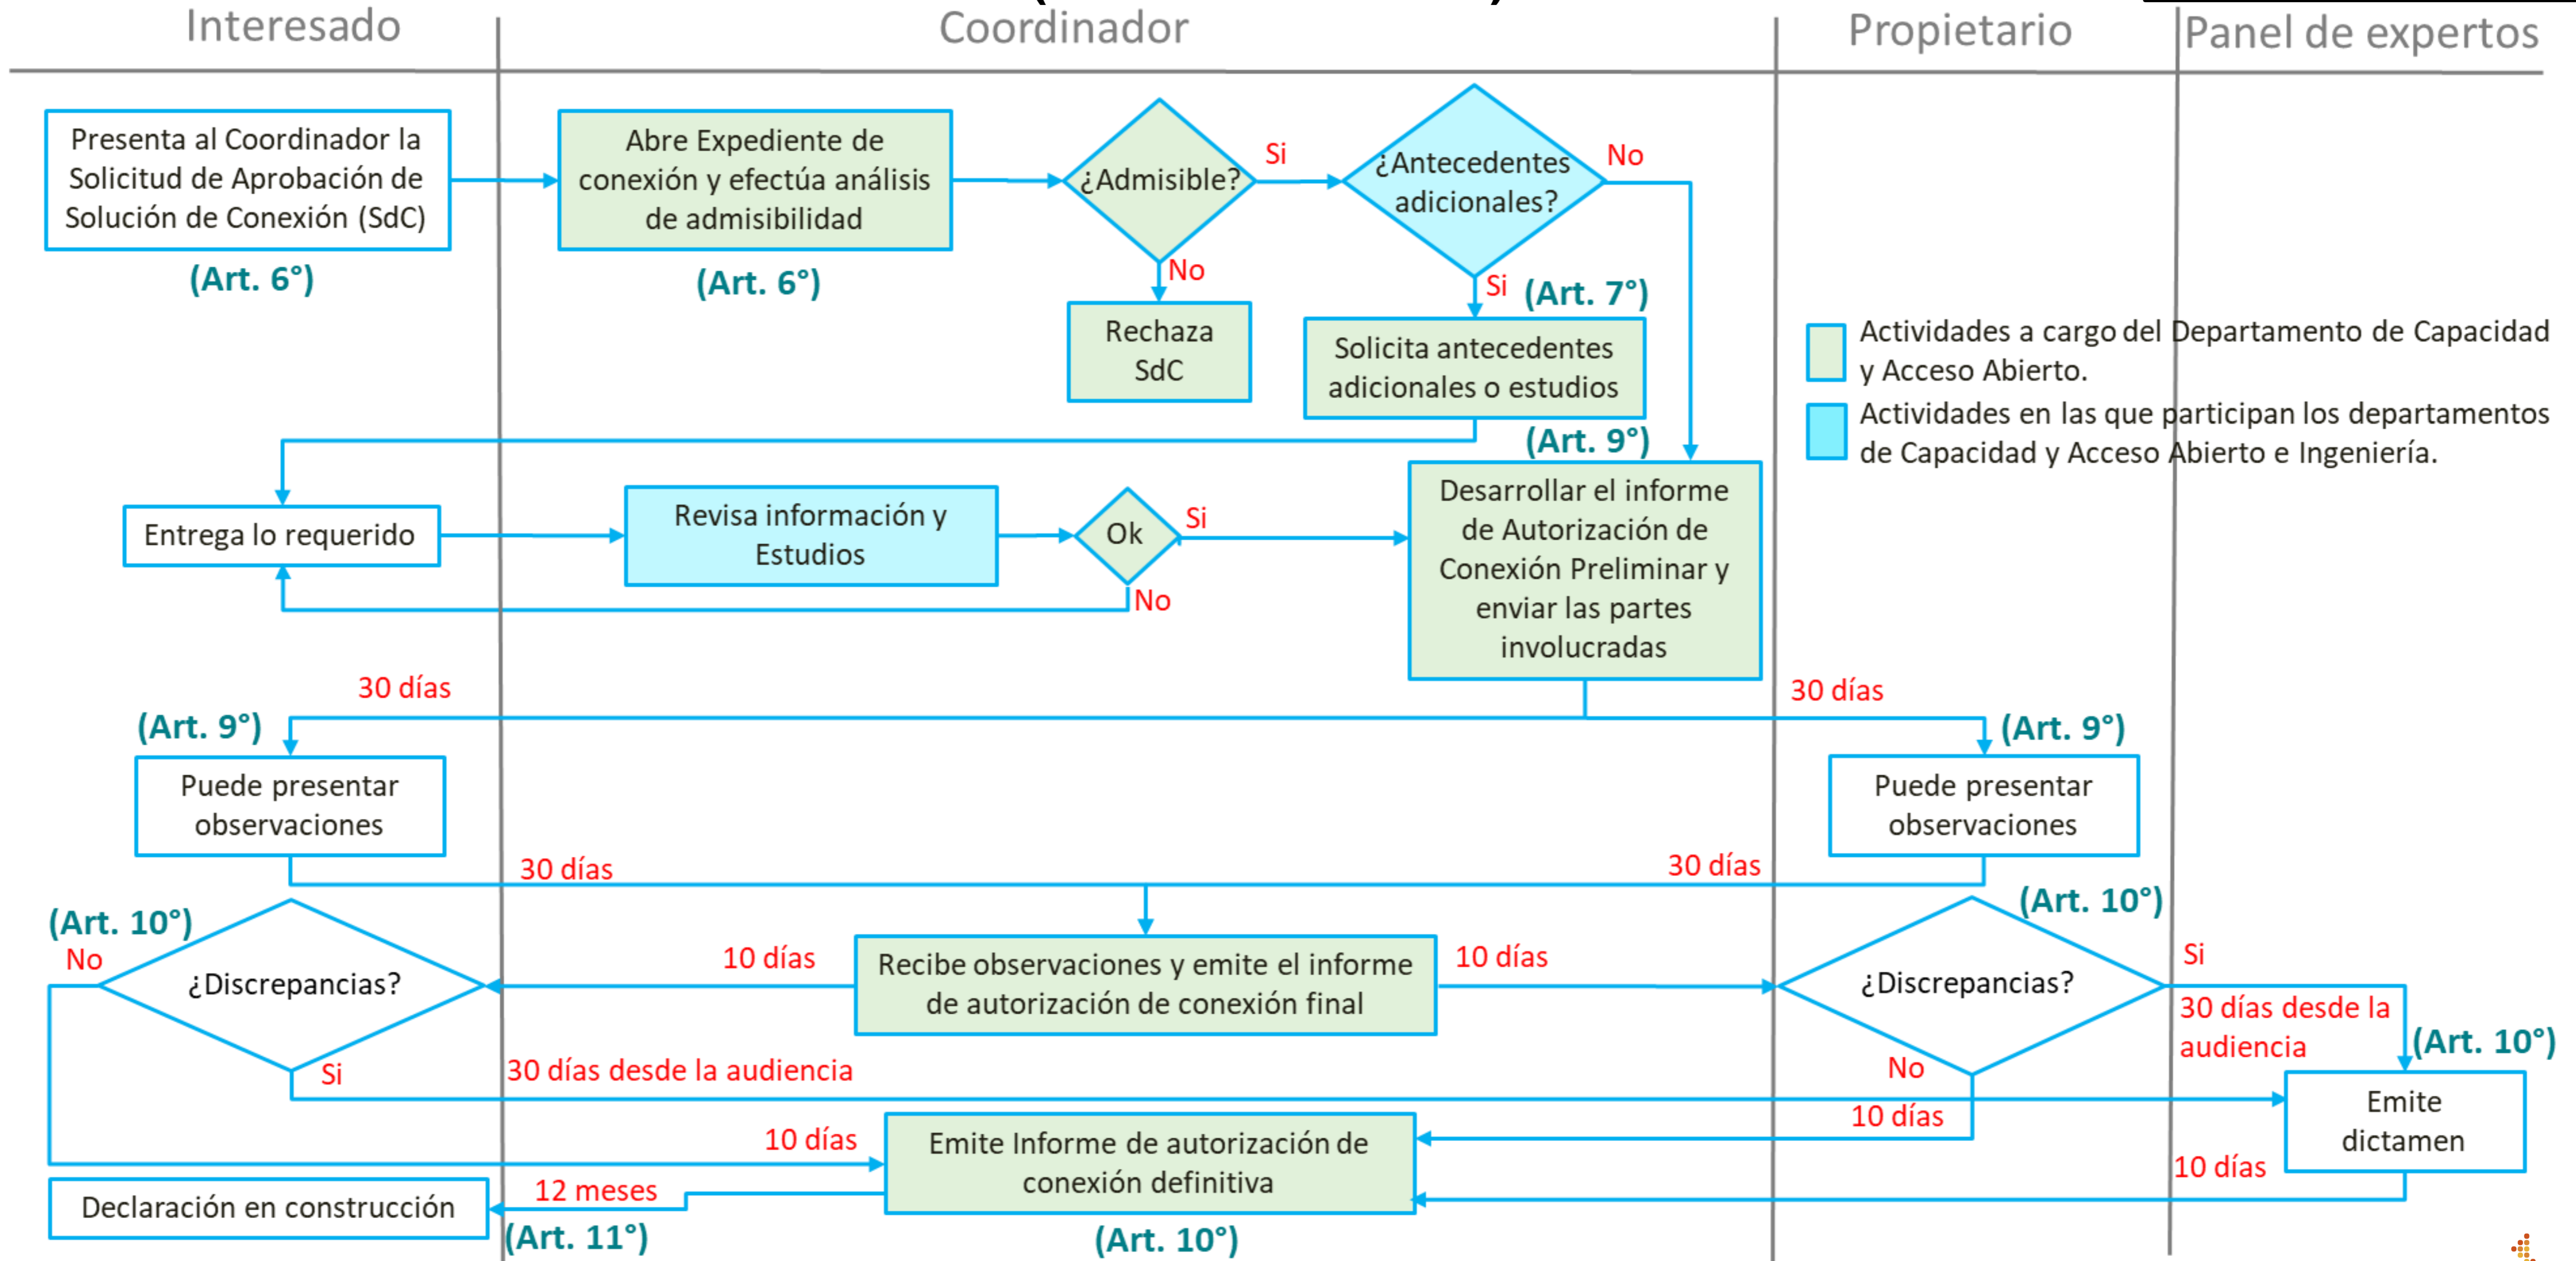 Interesado
Coordinador
Propietario
Panel de expertos
Presenta al Coordinador la
Solicitud de Aprobación de
Solución de Conexión (SdC)
(Art. 6°)
Abre Expediente de
conexión y efectúa análisis
de admisibilidad
(Art. 6°)
¿Admisible?
Si
No
Rechaza
SdC
¿Antecedentes
adicionales?
No
Si
(Art. 7°)
Solicita antecedentes
adicionales o estudios
(Art. 9°)
Actividades a cargo del Departamento de Capacidad
y Acceso Abierto.
Actividades en las que participan los departamentos
de Capacidad y Acceso Abierto e Ingeniería.
Entrega lo requerido
Revisa información y
Estudios
Ok
Si
No
Desarrollar el informe
de Autorización de
Conexión Preliminar y
enviar las partes
involucradas
30 días
30 días
(Art. 9°)
Puede presentar
observaciones
(Art. 9°)
Puede presentar
observaciones
30 días
30 días
(Art. 10°)
No
¿Discrepancias?
Si
10 días
Recibe observaciones y emite el informe
de autorización de conexión final
10 días
(Art. 10°)
¿Discrepancias?
Si
No
30 días desde la
audiencia
(Art. 10°)
30 días desde la audiencia
Emite
dictamen
10 días
10 días
10 días
Emite Informe de autorización de
conexión definitiva
(Art. 10°)
12 meses
Declaración en construcción
(Art. 11°)